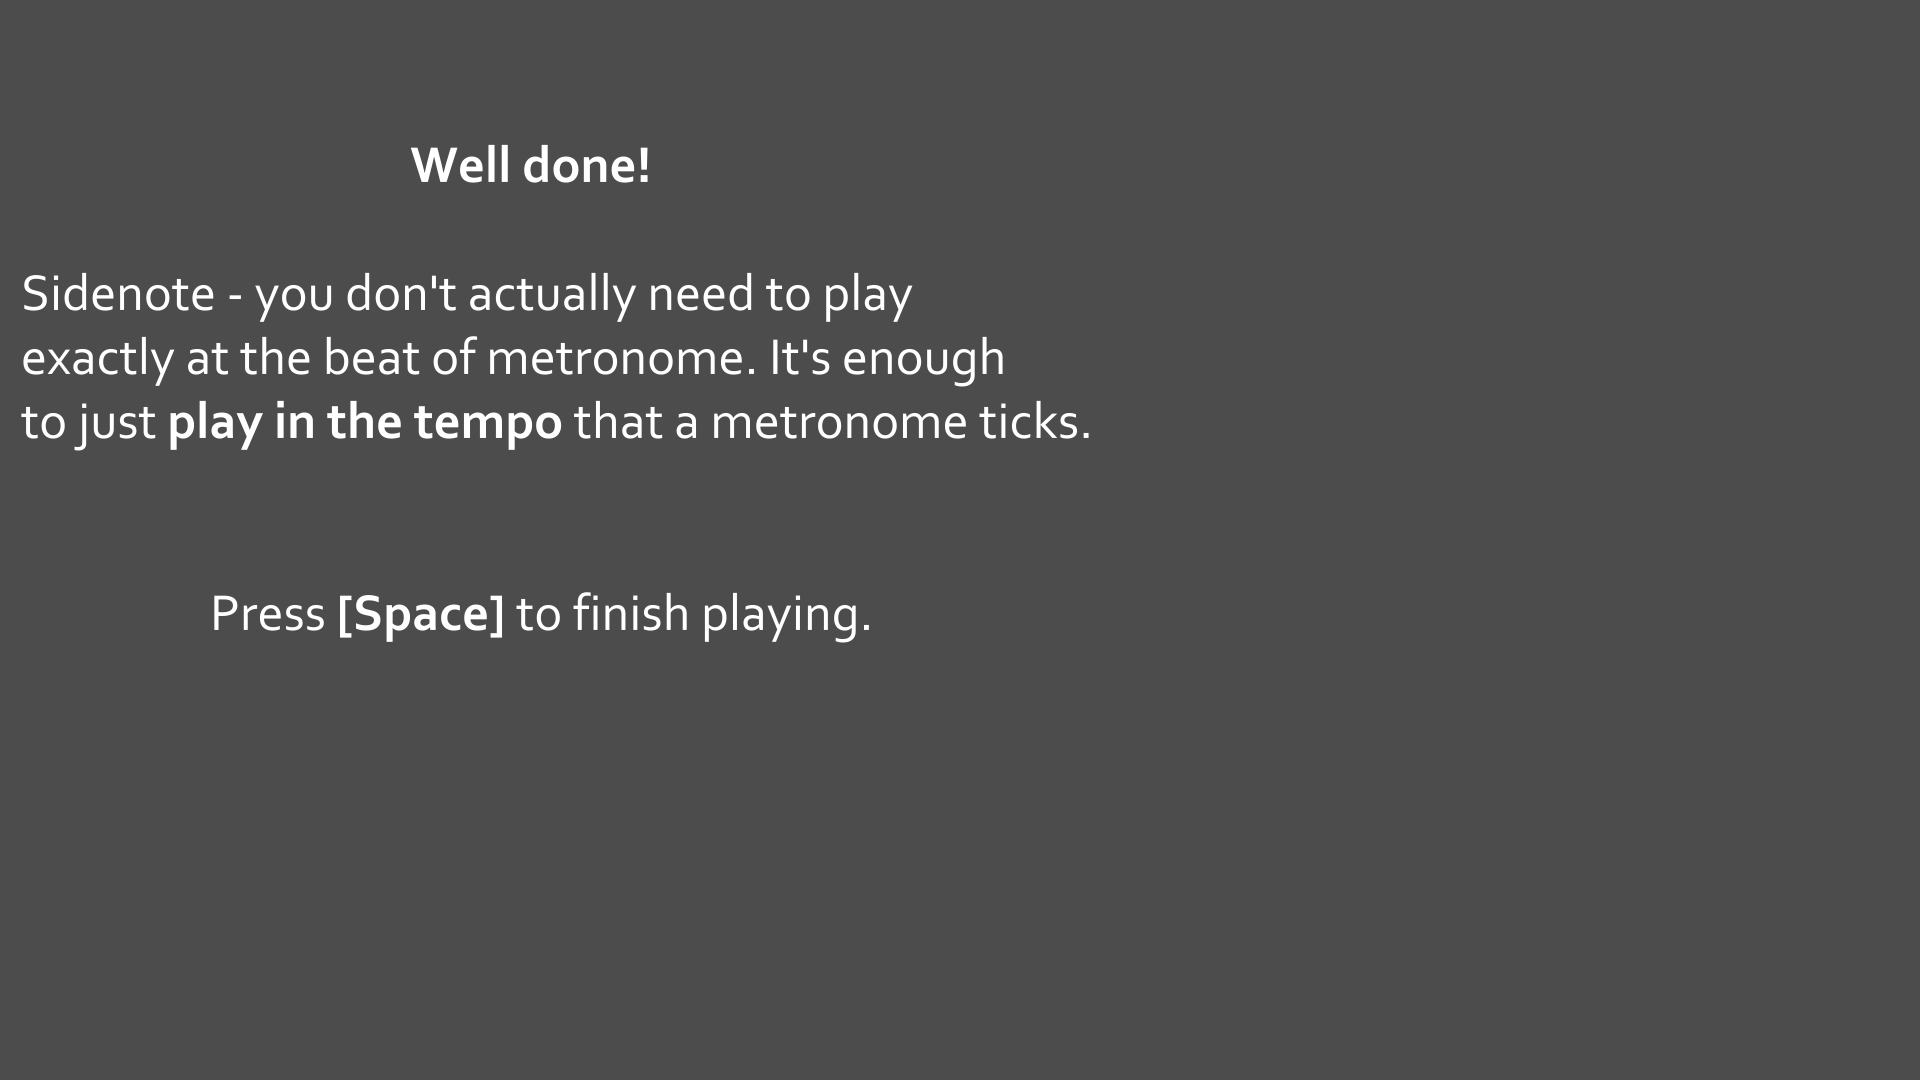 Well done!
Sidenote - you don't actually need to play
exactly at the beat of metronome. It's enough
to just play in the tempo that a metronome ticks.
Press [Space] to finish playing.